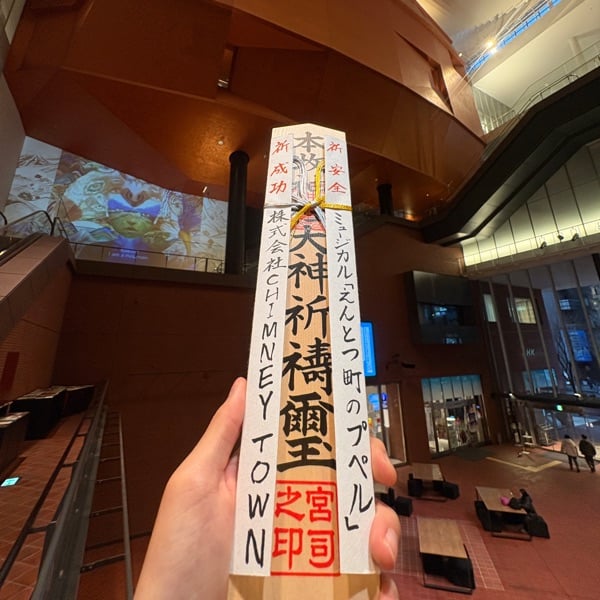 祈安全
ミュージカル「えんとつ町のプペル」
大神祈禱璽
宮司
之印
祈成功
株式会社CHIMNEY TOWN